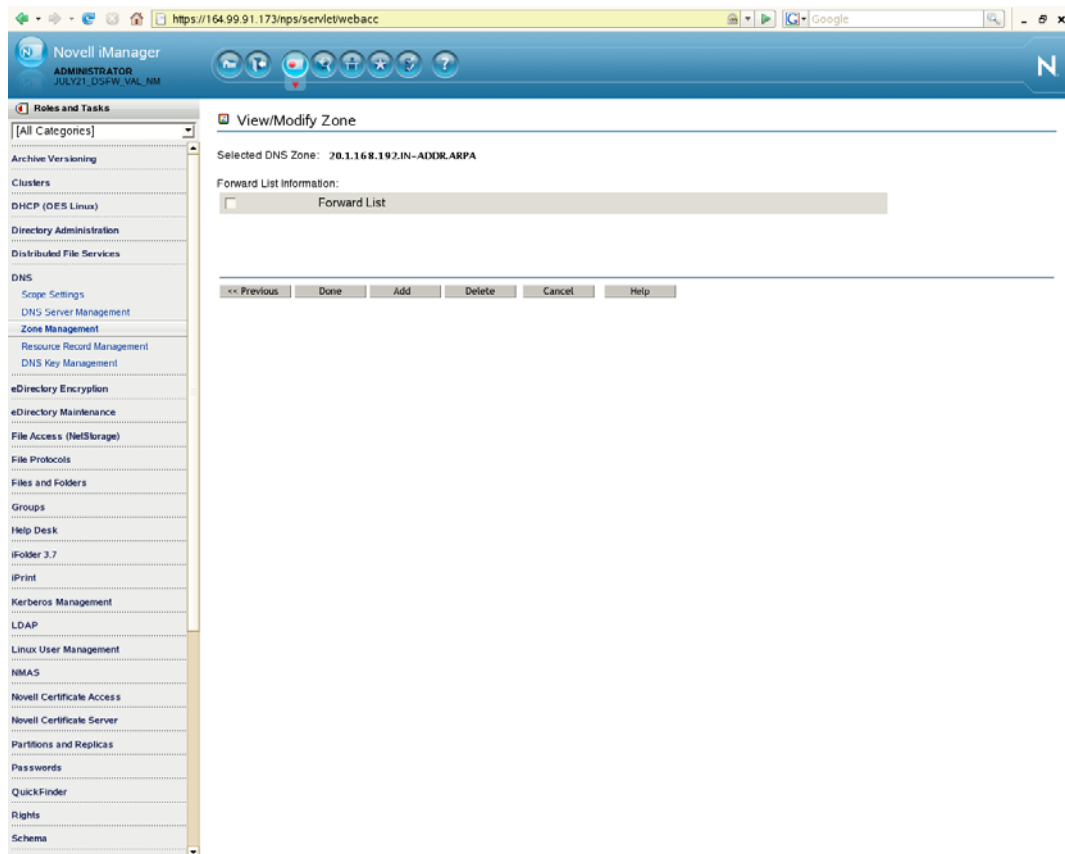 https://164.99.91.173/nps/servlet/webacc
G Google
Novell iManager
ADMINISTRATOR
JULY21_DSFW_VAL_NM
N
Roles and Tasks
[All Categories]
Archive Versioning
Clusters
DHCP (OES Linux)
Directory Administration
Distributed File Services
DNS
Scope Settings
DNS Server Management
Zone Management
Resource Record Management
DNS Key Management
eDirectory Encryption
eDirectory Maintenance
File Access (NetStorage)
File Protocols
Files and Folders
Groups
Help Desk
iFolder 3.7
iPrint
Kerberos Management
LDAP
Linux User Management
NMAS
Novell Certificate Access
Novell Certificate Server
Partitions and Replicas
Passwords
QuickFinder
Rights
Schema
View/Modify Zone
Selected DNS Zone: 20.1.168.192.IN-ADDR.ARPA
Forward List Information:
Forward List
<< Previous Done Add Delete Cancel Help